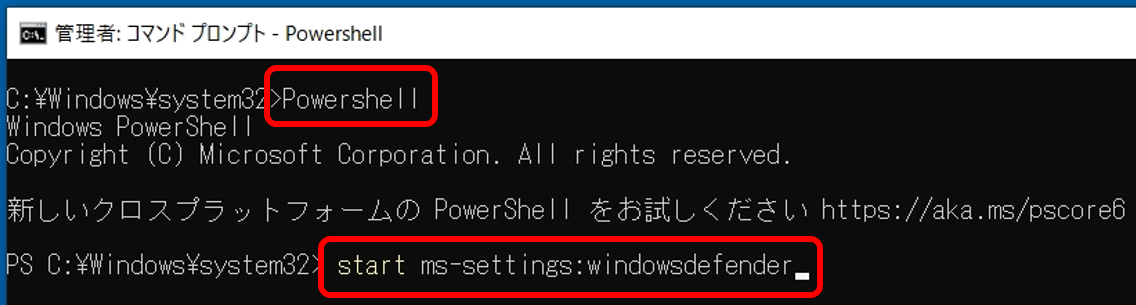 管理者: コマンド プロンプト - Powershell
C:¥Windows¥system32>Powershell
Windows PowerShell
Copyright (C) Microsoft Corporation. All rights reserved.
新しいクロスプラットフォームの PowerShell をお試しください https://aka.ms/pscore6
PS C:¥Windows¥system32> start ms-settings:windowsdefender